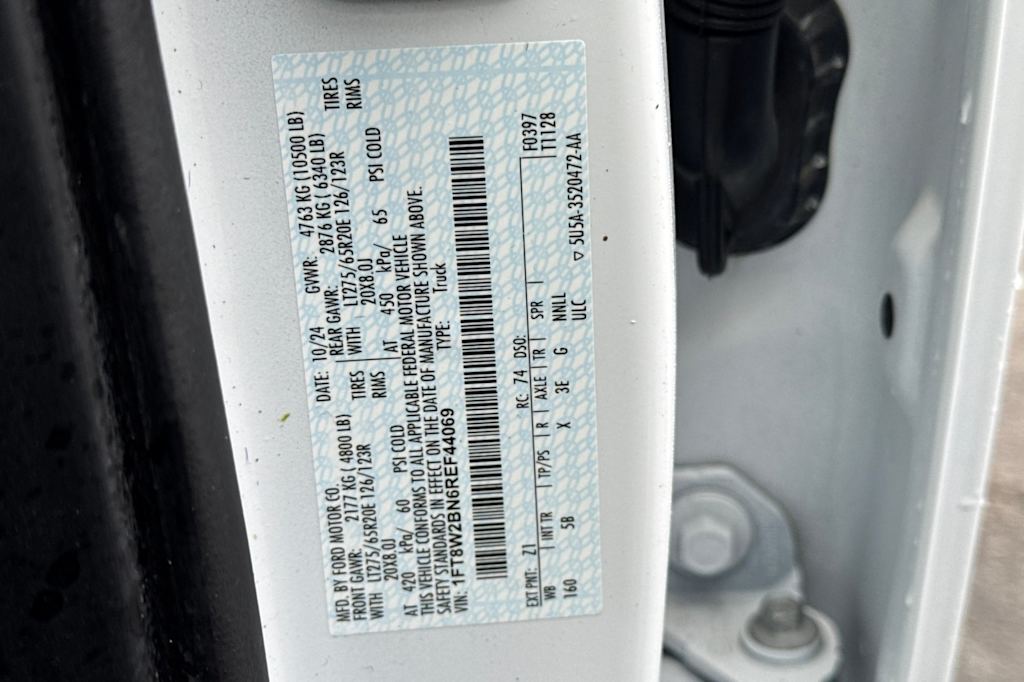 MFD. BY FORD MOTOR CO.
DATE: 10/24 GVWR: 4763 KG (10500 LB)
FRONT GAWR: 2177 KG ( 4800 LB) REAR GAWR: 2876 KG ( 6340 LB)
WITH LT275/65R20E 126/123R TIRES WITH LT275/65R20E 126/123R TIRES
20X8.0J RIMS 20X8.0J RIMS
AT 420 kPa/ 60 PSI COLD AT 450 kPa/ 65 PSI COLD
THIS VEHICLE CONFORMS TO ALL APPLICABLE FEDERAL MOTOR VEHICLE
SAFETY STANDARDS IN EFFECT ON THE DATE OF MANUFACTURE SHOWN ABOVE.
VIN: 1FT8W2BN6REF44069 TYPE: Truck
EXT PNT: Z1 RC: 74 DSO: F0397
WB INT TR TP/PS R AXLE TR SPR T1128
160 5B X 3E G NNLL
ULC
▽ 5U5A-3520472-AA